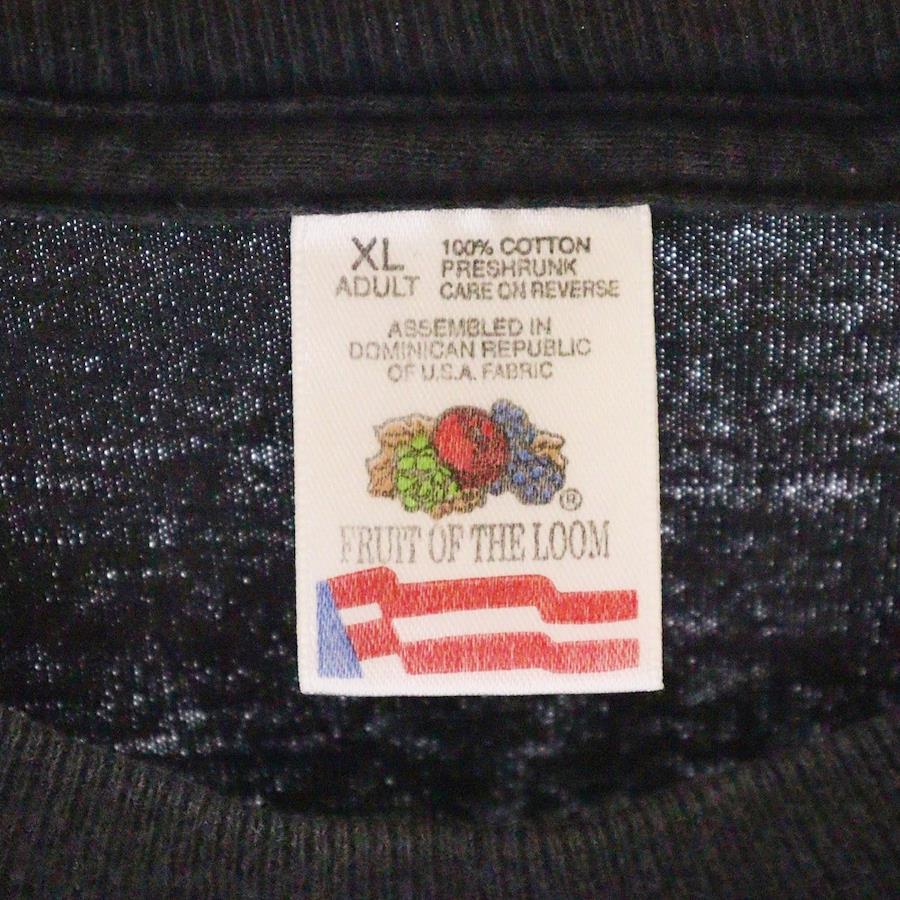 XL
ADULT
100% COTTON
PRESHRUNK
CARE ON REVERSE
ASSEMBLED IN
DOMINICAN REPUBLIC
OF U.S.A. FABRIC
®
FRUIT OF THE LOOM